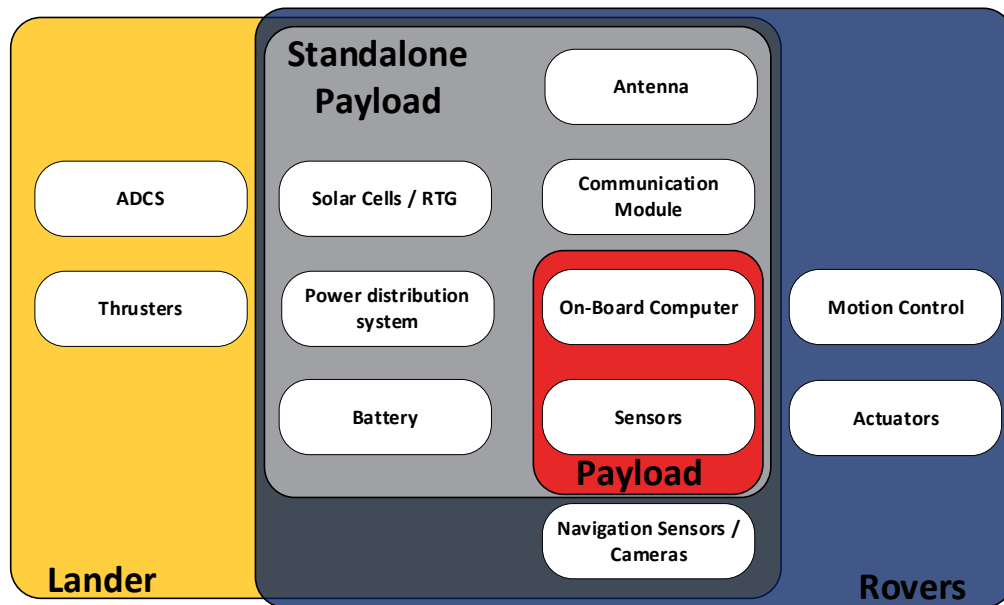 Standalone
Payload
Antenna
ADCS
Solar Cells / RTG
Communication
Module
Thrusters
Power distribution
system
On-Board Computer
Motion Control
Battery
Sensors
Actuators
Payload
Navigation Sensors /
Cameras
Lander
Rovers